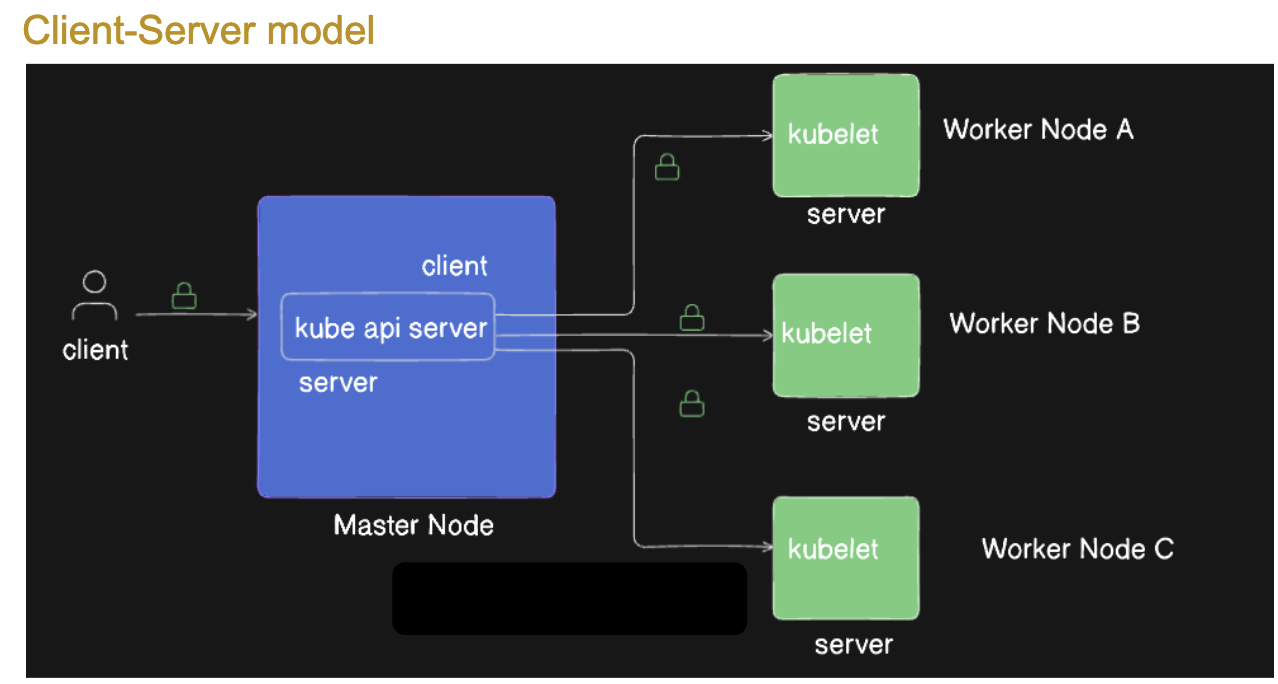 Client-Server model
kubelet
Worker Node A
server
client
kube api server
server
client
kubelet
Worker Node B
server
Master Node
kubelet
Worker Node C
server